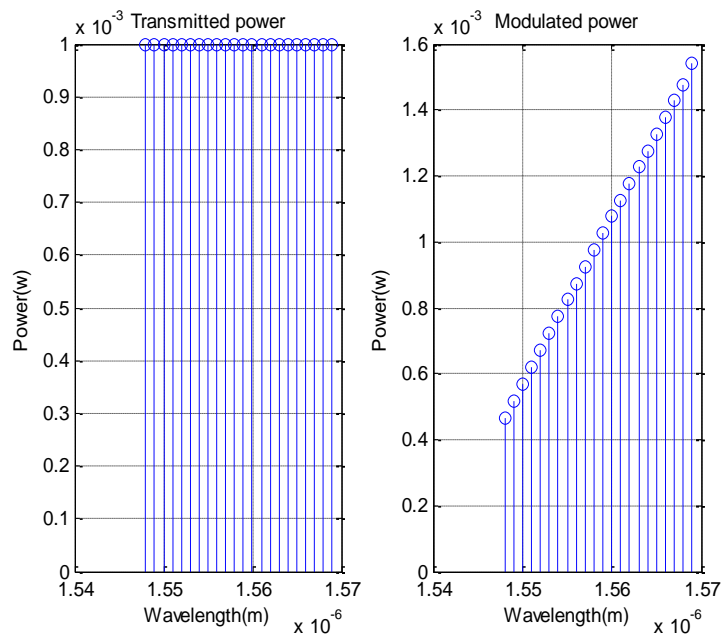 x 10-3 Transmitted power
1
0.9
0.8
0.7
0.6
0.5
0.4
0.3
0.2
0.1
0
Power(w)
1.54 1.55 1.56 1.57
Wavelength(m)
x 10-6
x 10-3 Modulated power
1.6
1.4
1.2
1
0.8
0.6
0.4
0.2
0
Power(w)
1.54 1.55 1.56 1.57
Wavelength(m)
x 10-6